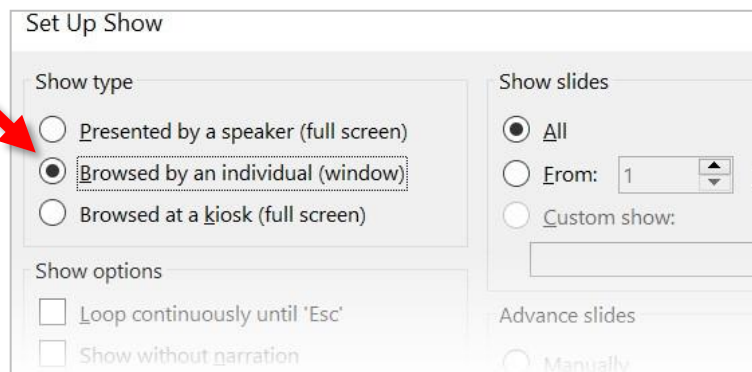 Set Up Show
Show type
Presented by a speaker (full screen)
Browsed by an individual (window)
Browsed at a kiosk (full screen)
Show options
Loop continuously until 'Esc'
Show without narration
Show slides
All
From: 1
Custom show:
Advance slides
Manually